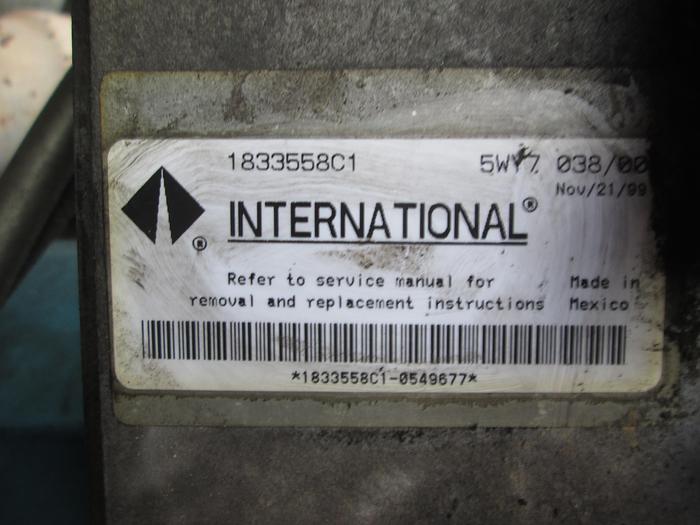 1833558C1 5WY7 038/00
Nov/21/99
® INTERNATIONAL®
Refer to service manual for Made in
removal and replacement instructions Mexico
*1833558C1-0549677*